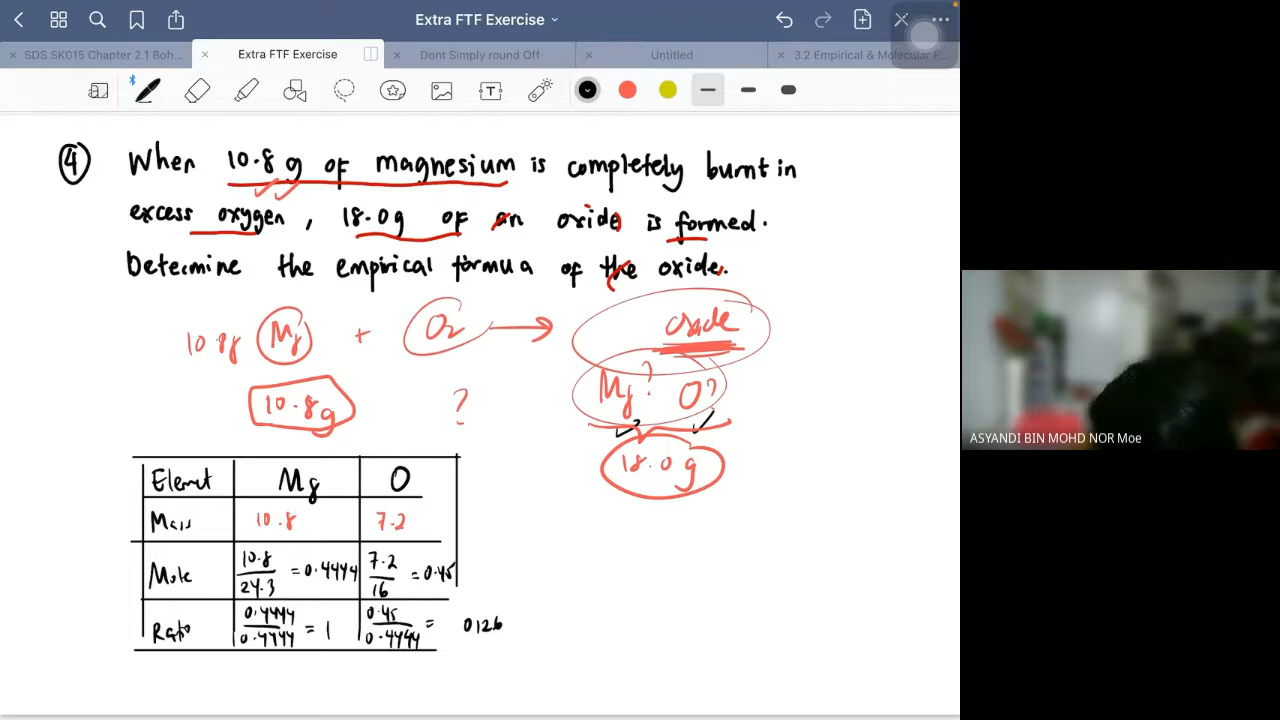 Extra FTF Exercise
SDS SK015 Chapter 2.1 Boh...
Extra FTF Exercise
Dont Simply round Off
Untitled
3.2 Empirical & Molecular F...
4 When 10.8 g of magnesium is completely burnt in
excess oxygen, 18.0g of an oxide is formed.
Determine the empirical formua of the oxide.
10.8g Mg + O2 → oxide
10.8g ? Mg? O?
18.0 g
Element Mg O
Mass 10.8 7.2
Mole 10.8/24.3 = 0.4444 7.2/16 = 0.45
Ratio 0.4444/0.4444 = 1 0.45/0.4444 =
ASYANDI BIN MOHD NOR Moe